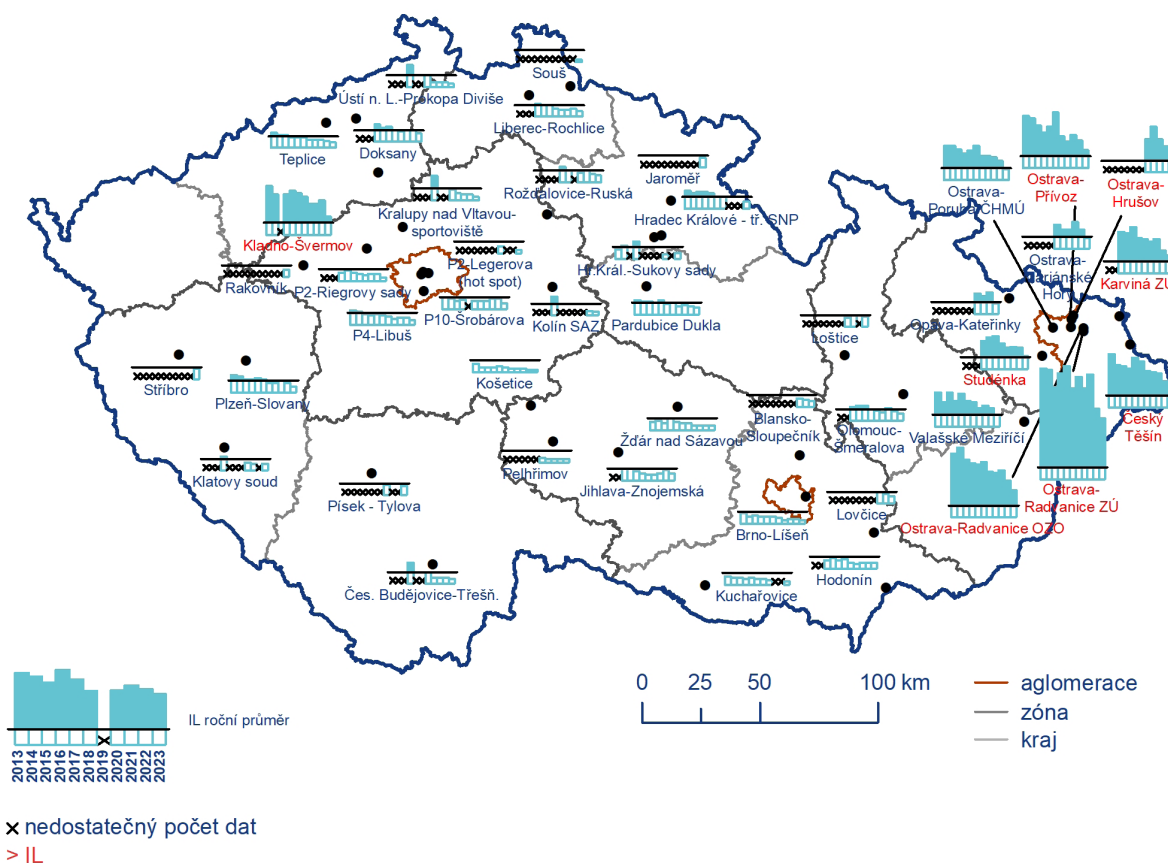 Souš
Ústí n. L.-Prokopa Diviše
Liberec-Rochlice
Teplice
Doksany
Jaroměř
Rožďalovice-Ruská
Hradec Králové - tř. SNP
Kralupy nad Vltavou-
sportoviště
Kladno-Švermov
P2-Legerova
(hot spot)
Hr.Král.-Sukovy sady
Rakovník
P2-Riegrovy sady
P10-Šrobárova
Kolín SAZ
Pardubice Dukla
P4-Libuš
Ostrava-
Poruba/ČHMÚ
Ostrava-
Přívoz
Ostrava-
Hrušov
Ostrava-
Mariánské
Hory
Karviná ZÚ
Opava-Kateřinky
Loštice
Studénka
Stříbro
Plzeň-Slovany
Košetice
Blansko-
Sloupečník
Olomouc-
Šmeralova
Valašské Meziříčí
Český
Těšín
Žďár nad Sázavou
Klatovy soud
Pelhřimov
Jihlava-Znojemská
Písek - Tylova
Lovčice
Brno-Líšeň
Ostrava-
Radvanice ZÚ
Ostrava-Radvanice OZO
Čes. Budějovice-Třešň.
Kuchařovice
Hodonín
0 25 50 100 km
aglomerace
zóna
kraj
IL roční průměr
2013 2014 2015 2016 2017 2018 2019 2020 2021 2022 2023
nedostatečný počet dat
> IL